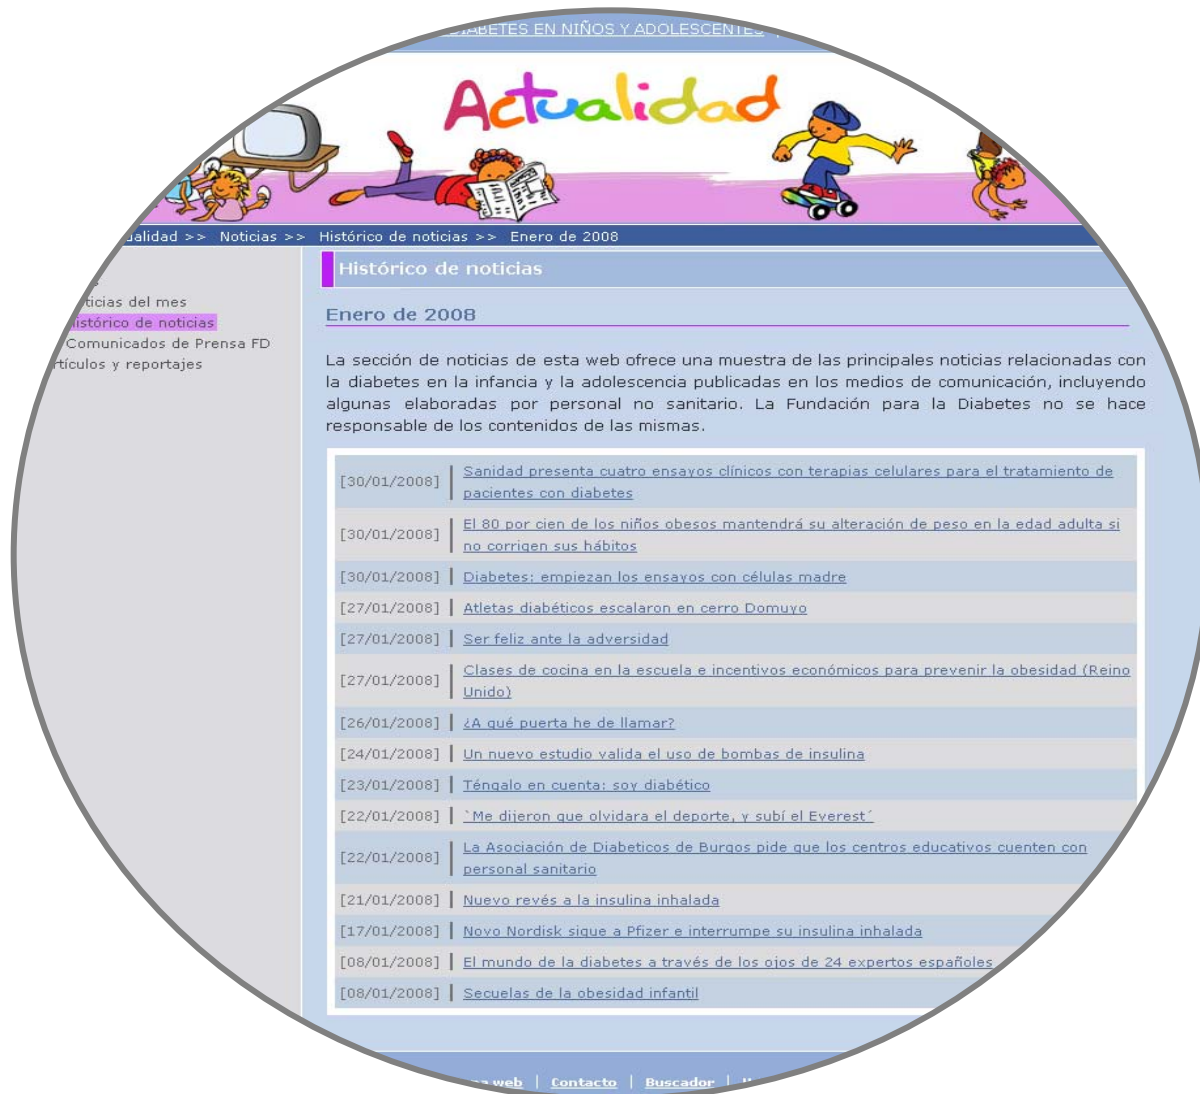 DIABETES EN NIÑOS Y ADOLESCENTES
Actualidad
>> Noticias >> Histórico de noticias >> Enero de 2008
Histórico de noticias
del mes
Histórico de noticias
Comunicados de Prensa FD
y reportajes
Enero de 2008
La sección de noticias de esta web ofrece una muestra de las principales noticias relacionadas con
la diabetes en la infancia y la adolescencia publicadas en los medios de comunicación, incluyendo
algunas elaboradas por personal no sanitario. La Fundación para la Diabetes no se hace
responsable de los contenidos de las mismas.
[30/01/2008] Sanidad presenta cuatro ensayos clínicos con terapias celulares para el tratamiento de
pacientes con diabetes
[30/01/2008] El 80 por cien de los niños obesos mantendrá su alteración de peso en la edad adulta si
no corrigen sus hábitos
[30/01/2008] Diabetes: empiezan los ensayos con células madre
[27/01/2008] Atletas diabéticos escalaron en cerro Domuyo
[27/01/2008] Ser feliz ante la adversidad
[27/01/2008] Clases de cocina en la escuela e incentivos económicos para prevenir la obesidad (Reino
Unido)
[26/01/2008] ¿A qué puerta he de llamar?
[24/01/2008] Un nuevo estudio valida el uso de bombas de insulina
[23/01/2008] Téngalo en cuenta: soy diabético
[22/01/2008] `Me dijeron que olvidara el deporte, y subí el Everest´
[22/01/2008] La Asociación de Diabeticos de Burgos pide que los centros educativos cuenten con
personal sanitario
[21/01/2008] Nuevo revés a la insulina inhalada
[17/01/2008] Novo Nordisk sigue a Pfizer e interrumpe su insulina inhalada
[08/01/2008] El mundo de la diabetes a través de los ojos de 24 expertos españoles
[08/01/2008] Secuelas de la obesidad infantil
web | Contacto | Buscador |